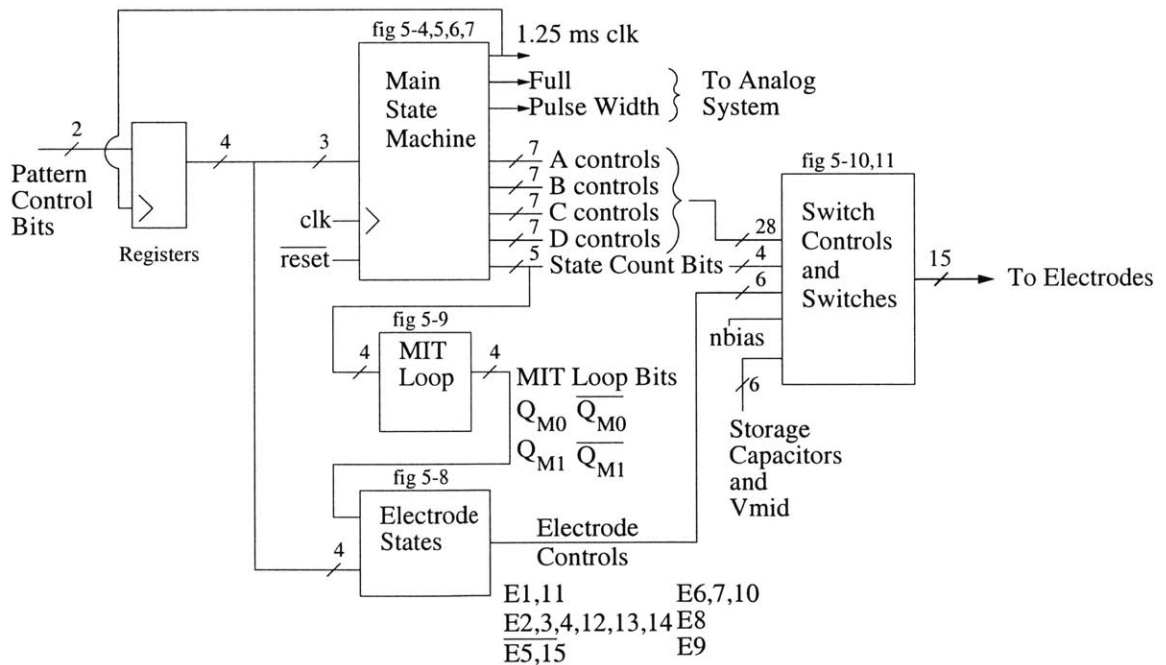 fig 5-4,5,6,7
1.25 ms clk
Main
State
Machine
Full
Pulse Width
To Analog
System
2
4
3
Pattern
Control
Bits
Registers
clk
reset
7 A controls
7 B controls
7 C controls
7 D controls
5 State Count Bits 4
28
6
fig 5-10,11
Switch
Controls
and
Switches
15
To Electrodes
nbias
6
Storage
Capacitors
and
Vmid
fig 5-9
4
MIT
Loop
4
MIT Loop Bits
QM0 QM0
QM1 QM1
fig 5-8
Electrode
States
4
Electrode
Controls
E1,11
E2,3,4,12,13,14
E5,15
E6,7,10
E8
E9